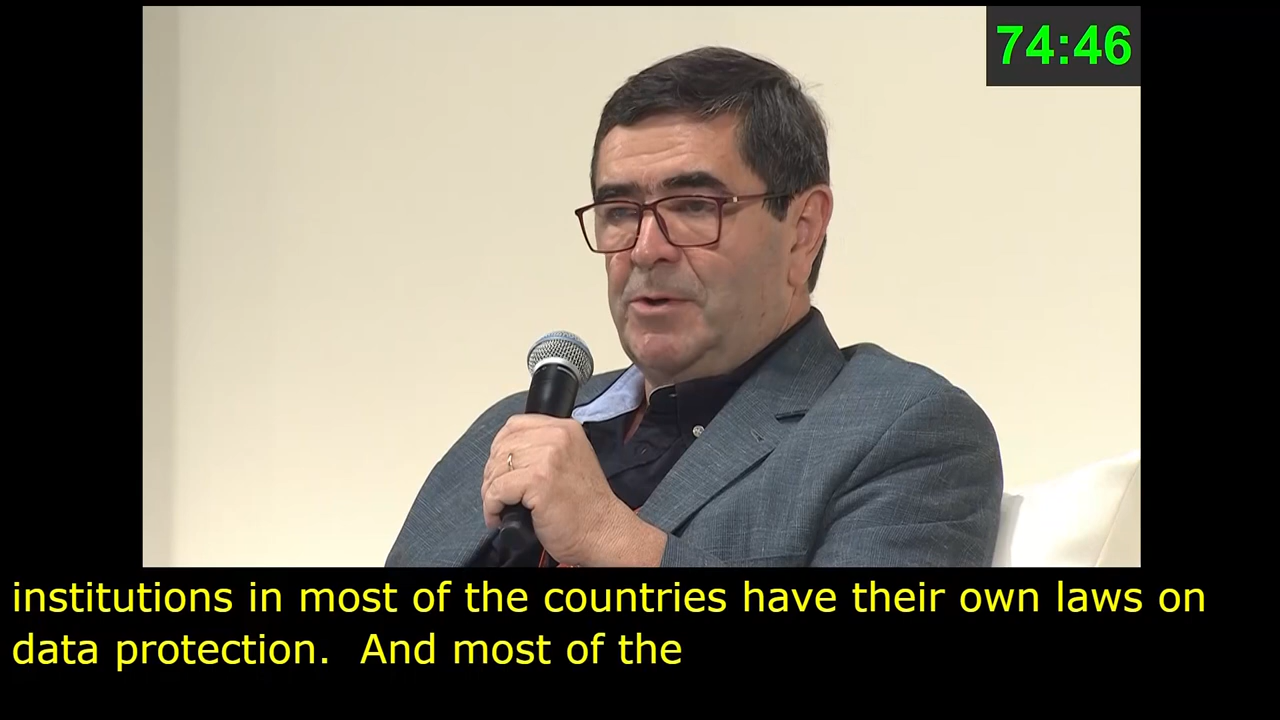 74:46
institutions in most of the countries have their own laws on
data protection.  And most of the